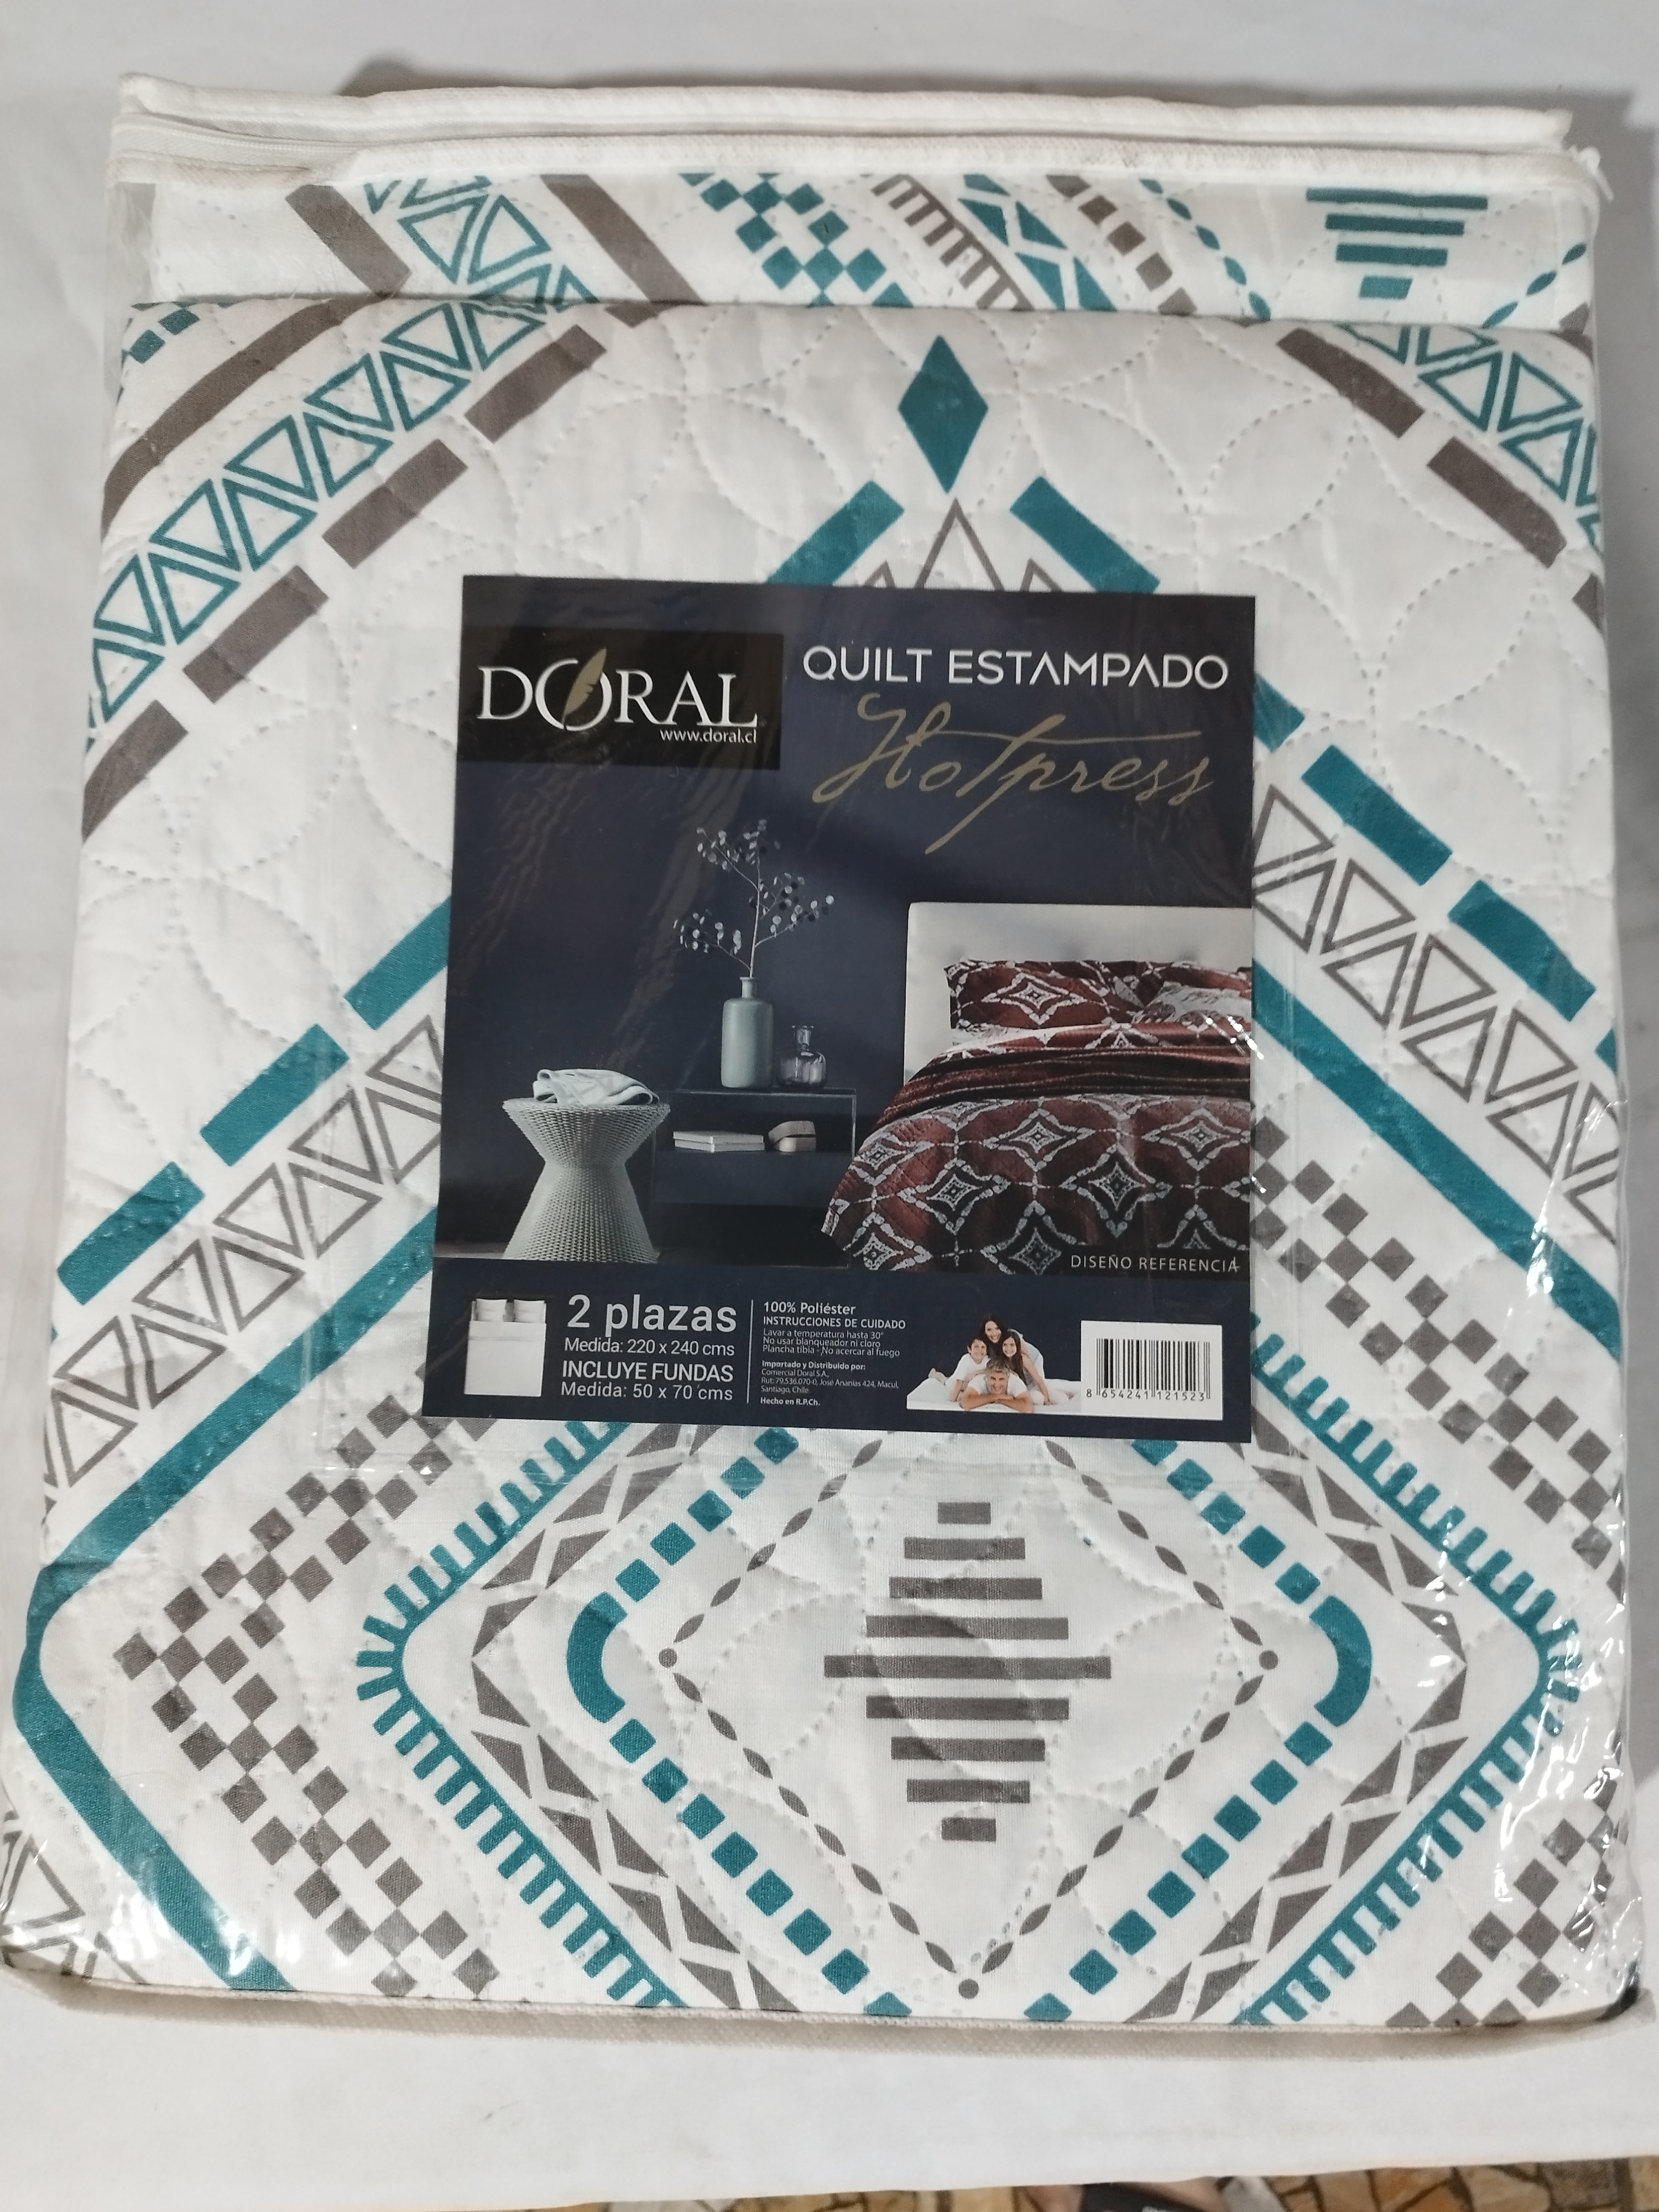 DORAL
www.doral.cl
QUILT ESTAMPADO
Hotpress
DISEÑO REFERENCIA
2 plazas
Medida: 220 x 240 cms
INCLUYE FUNDAS
Medida: 50 x 70 cms
100% Poliéster
INSTRUCCIONES DE CUIDADO
Lavar a temperatura hasta 30°
No usar blanqueador ni cloro
Plancha tibia - No acercar al fuego
Importado y Distribuido por:
Comercial Doral S.A.,
Rut: 79.536.070-0, José Ananías 424, Macul,
Santiago, Chile.
Hecho en R.P.Ch.
8 654241 121523